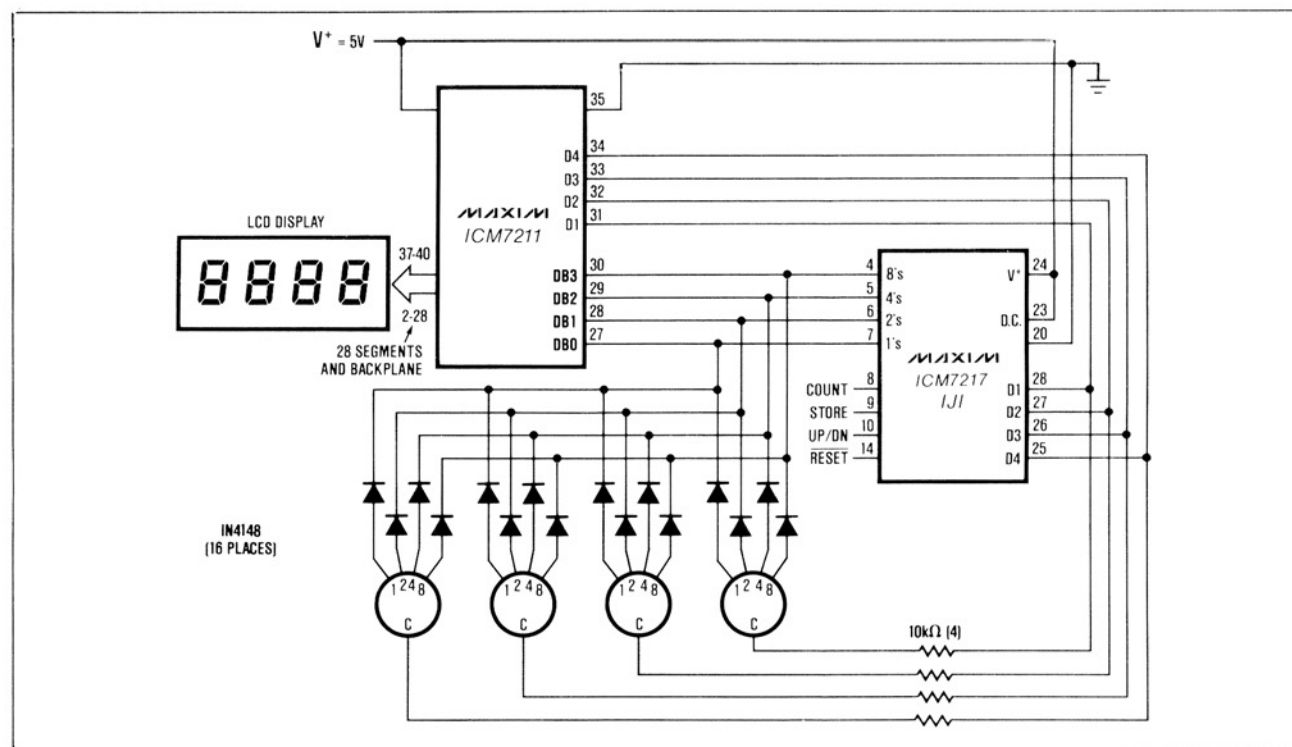 V+ = 5V
35
34
D4
33
D3
32
D2
31
D1
LCD DISPLAY
MAXIM
ICM7211
8888
37-40
2-28
28 SEGMENTS
AND BACKPLANE
30
DB3
29
DB2
28
DB1
27
DB0
4
8's
5
4's
6
2's
7
1's
V+
24
D.C.
23
20
MAXIM
ICM7217
IJI
COUNT
8
STORE
9
UP/DN
10
RESET
14
D1
28
D2
27
D3
26
D4
25
IN4148
(16 PLACES)
1 2 4 8
C
1 2 4 8
C
1 2 4 8
C
1 2 4 8
C
10kΩ (4)